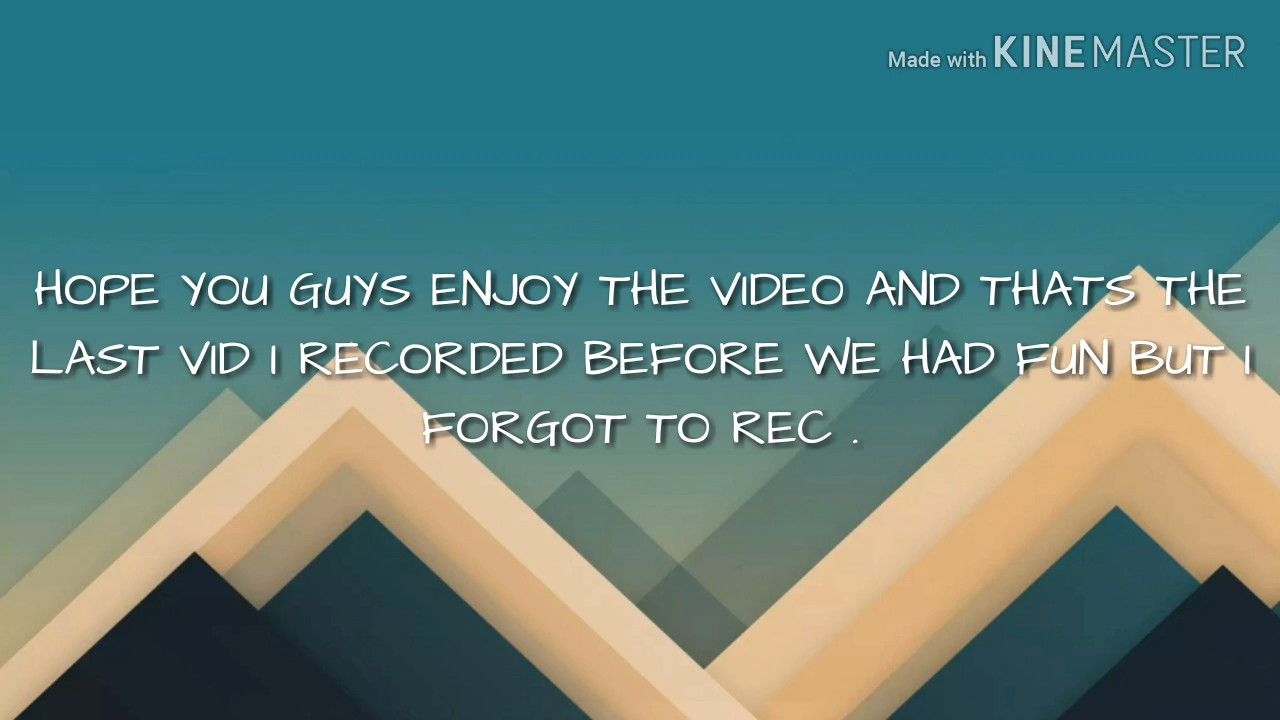 Made with KINEMASTER
HOPE YOU GUYS ENJOY THE VIDEO AND THATS THE
LAST VID I RECORDED BEFORE WE HAD FUN BUT I
FORGOT TO REC .